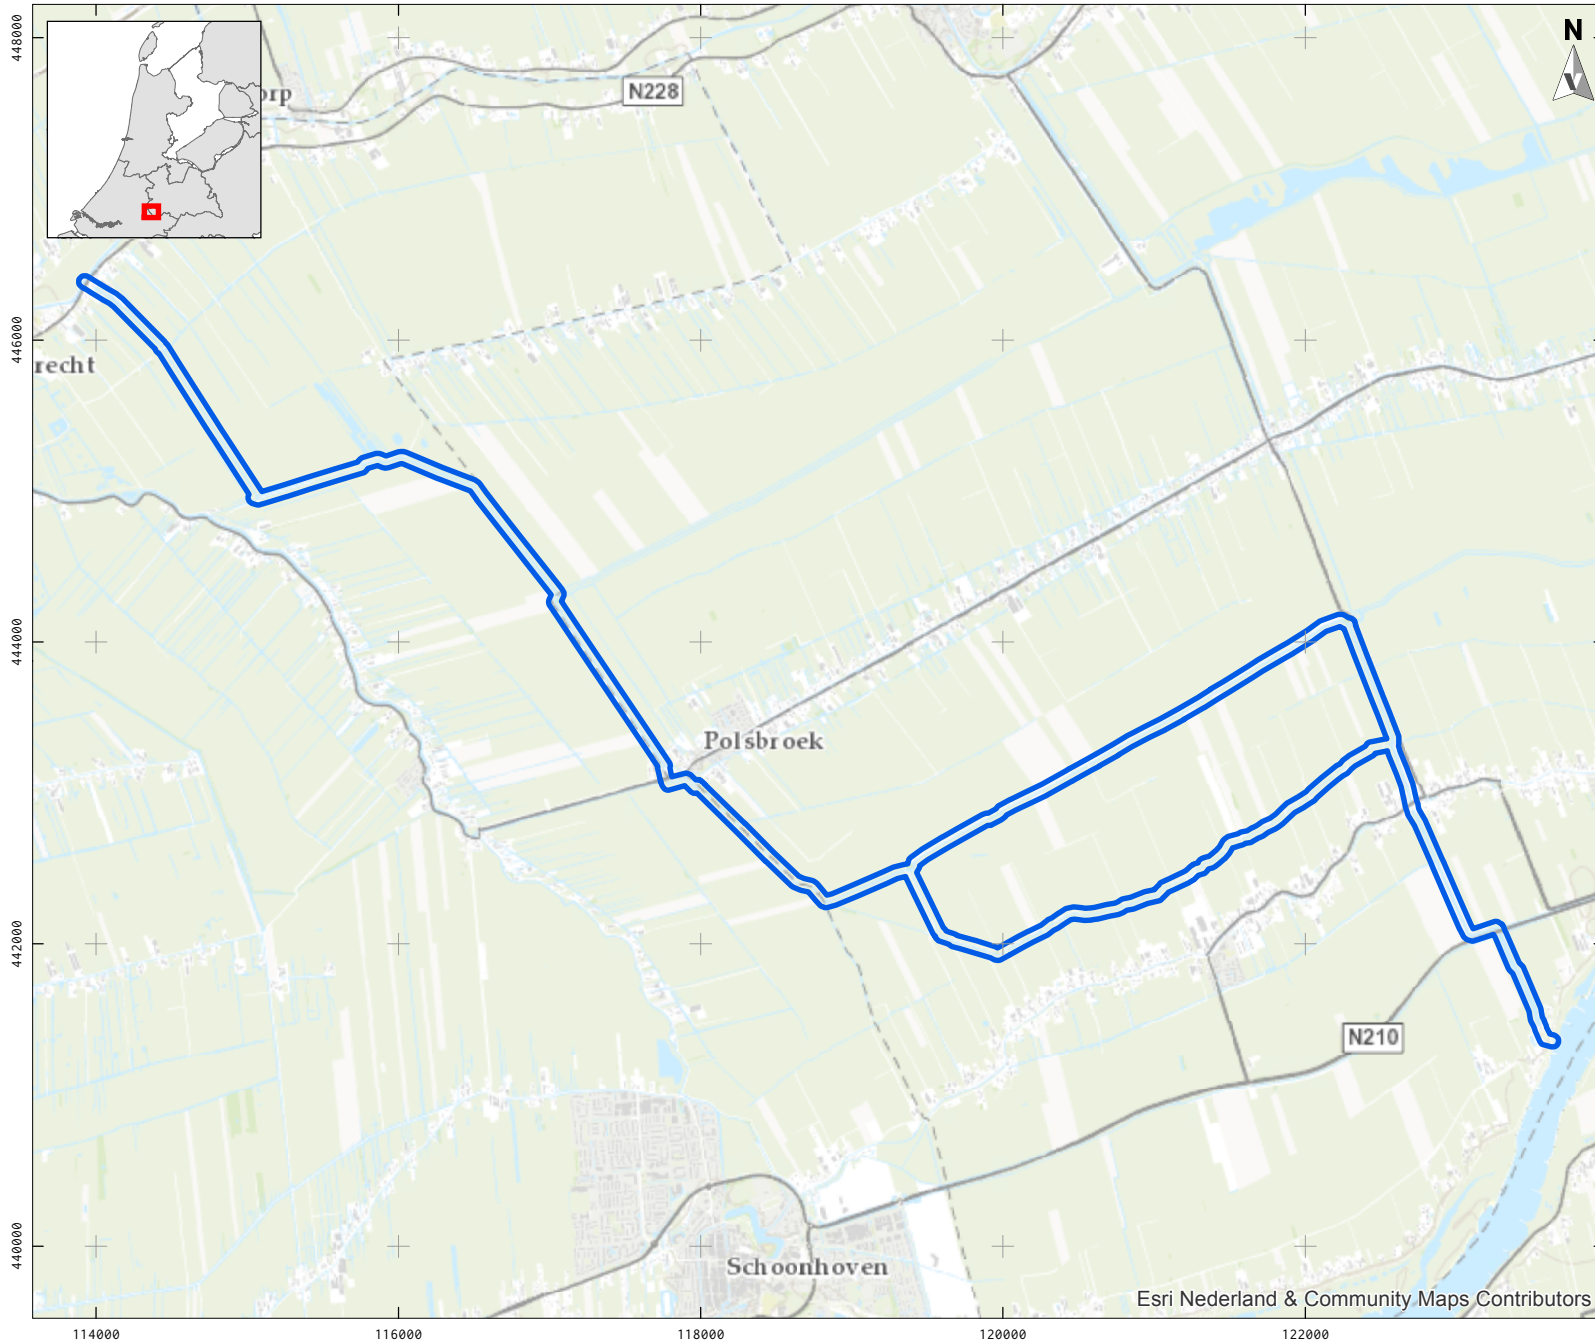 N
448000
orp
N228
446000
recht
444000
Polsbroek
442000
N210
440000
Schoonhoven
Esri Nederland & Community Maps Contributors
114000 116000 118000 120000 122000